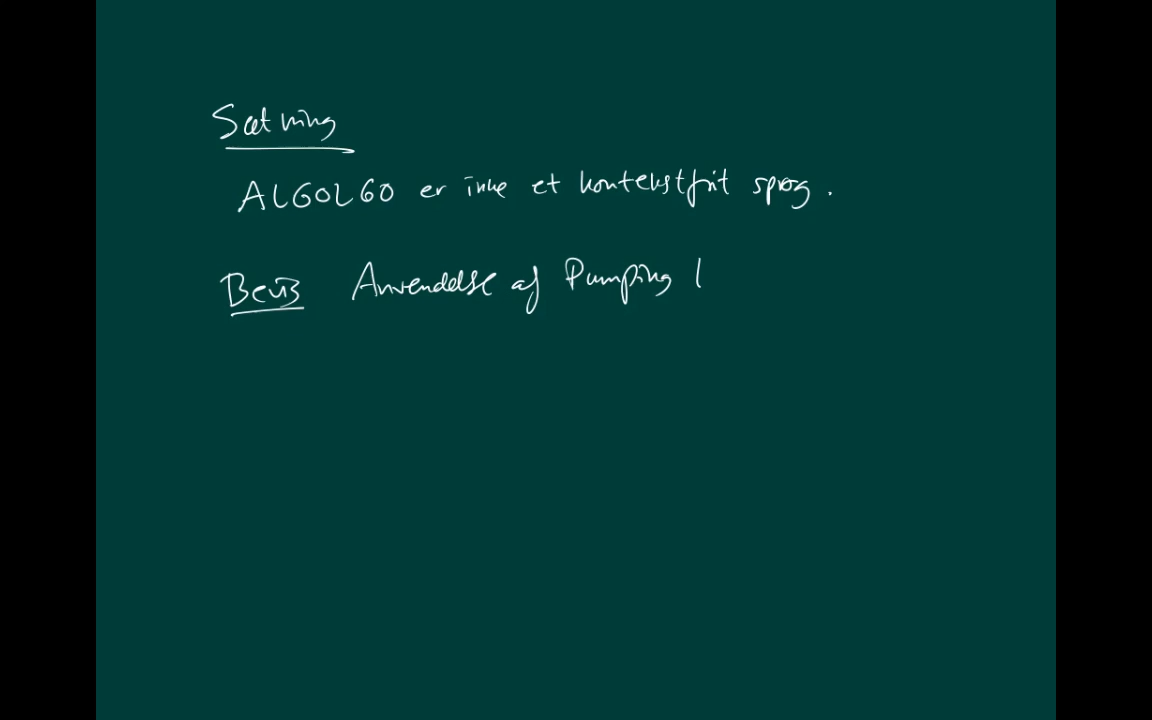 Sætning
ALGOL60 er ikke et kontekstfrit sprog.
Bevis Anvendelse af Pumping l